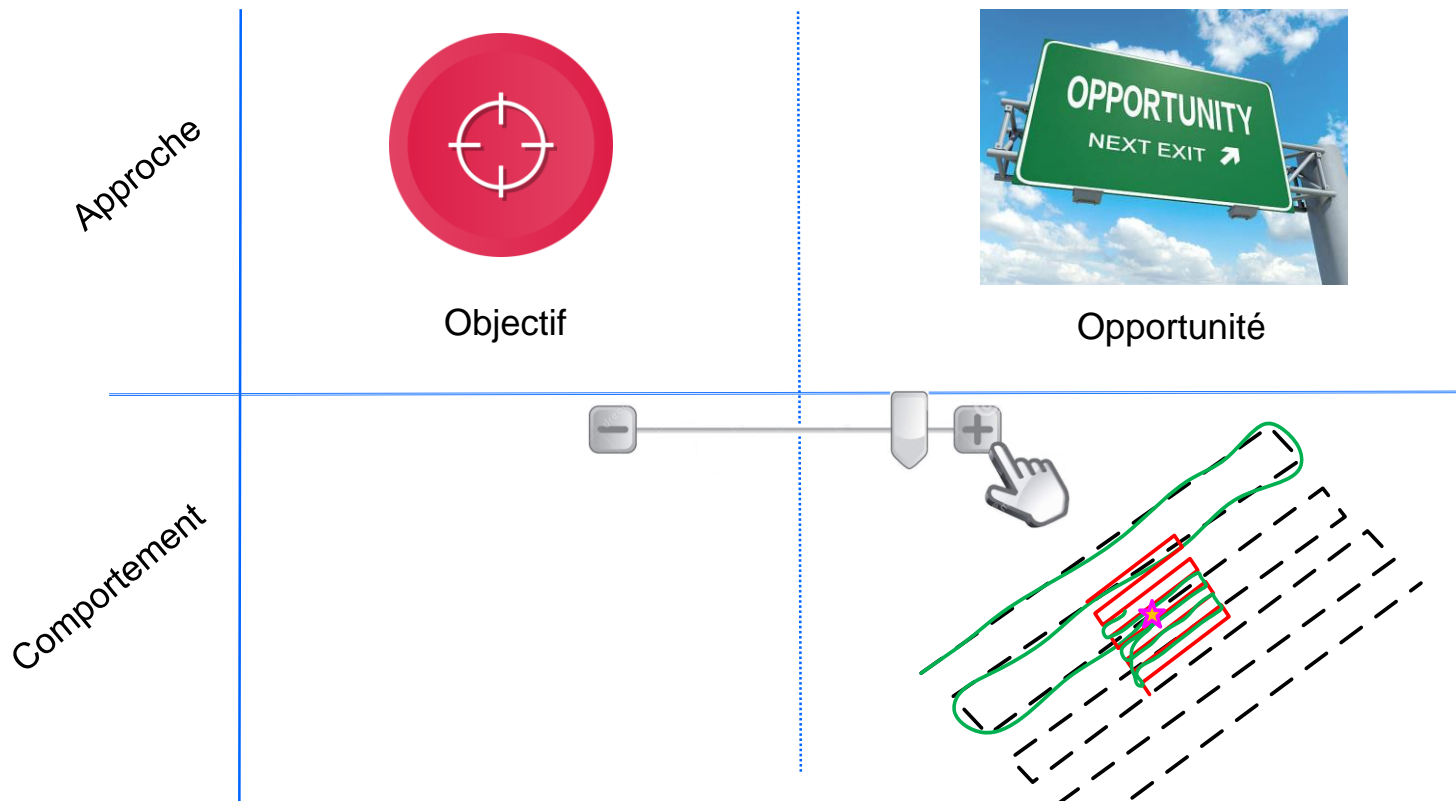 Approche
OPPORTUNITY
NEXT EXIT
Objectif
Opportunité
Comportement